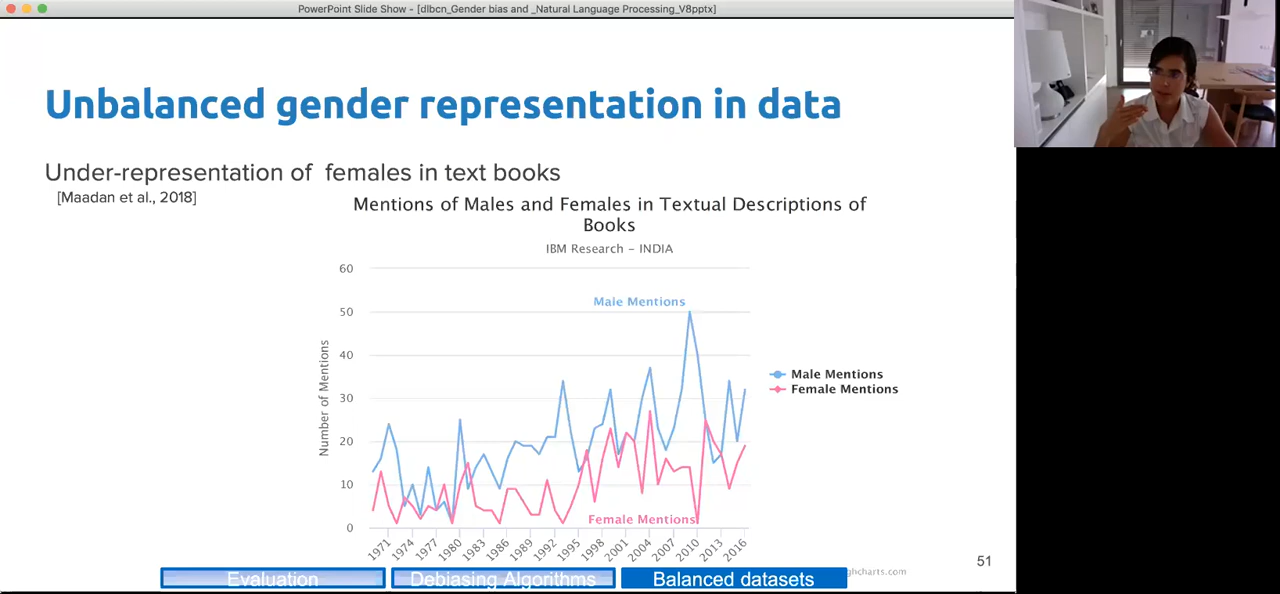 PowerPoint Slide Show - [dlbcn_Gender bias and _Natural Language Processing_V8pptx]
Unbalanced gender representation in data
Under-representation of females in text books
[Maadan et al., 2018]
Mentions of Males and Females in Textual Descriptions of
Books
IBM Research - INDIA
Number of Mentions
60
50
40
30
20
10
0
Male Mentions
Female Mentions
Male Mentions
Female Mentions
1971
1974
1977
1980
1983
1986
1989
1992
1995
1998
2001
2004
2007
2010
2013
2016
51
Evaluation
Debiasing Algorithms
Balanced datasets
ghcharts.com